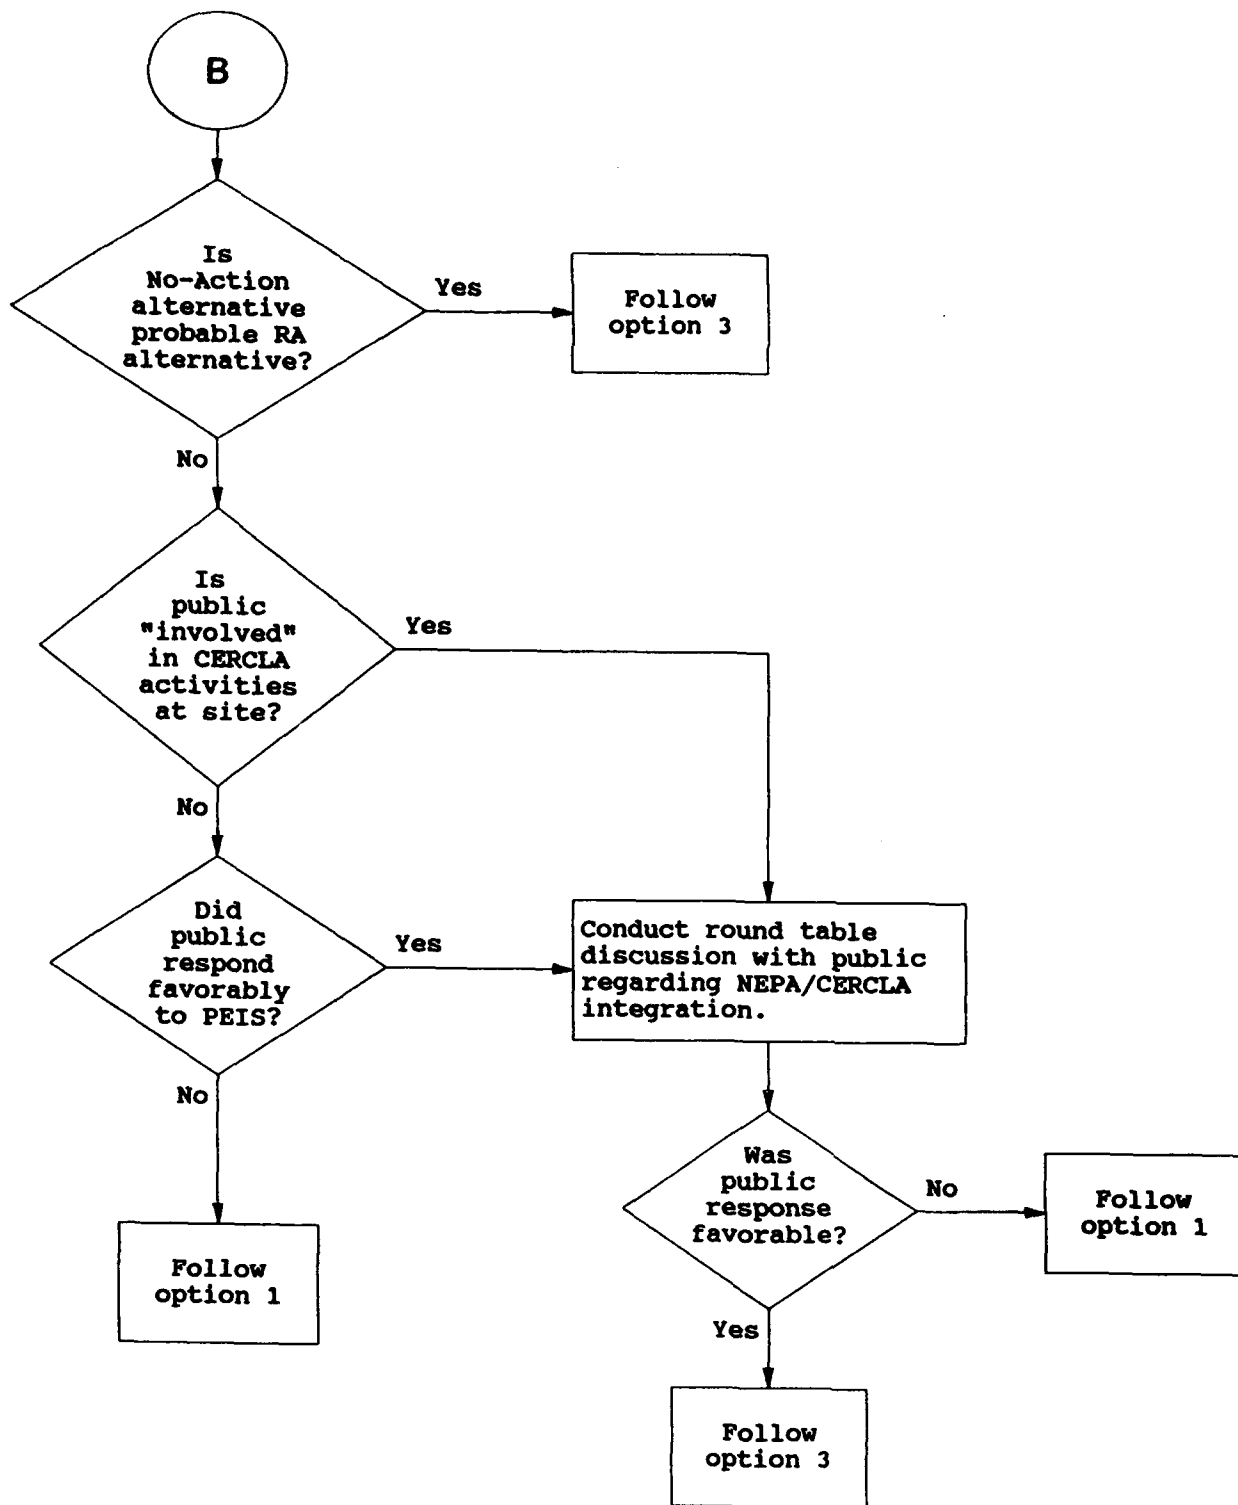 B
Is
No-Action
alternative
probable RA
alternative?
Yes
Follow
option 3
No
Is
public
"involved"
in CERCLA
activities
at site?
Yes
No
Did
public
respond
favorably
to PEIS?
Yes
Conduct round table
discussion with public
regarding NEPA/CERCLA
integration.
No
Was
public
response
favorable?
No
Follow
option 1
Follow
option 1
Yes
Follow
option 3